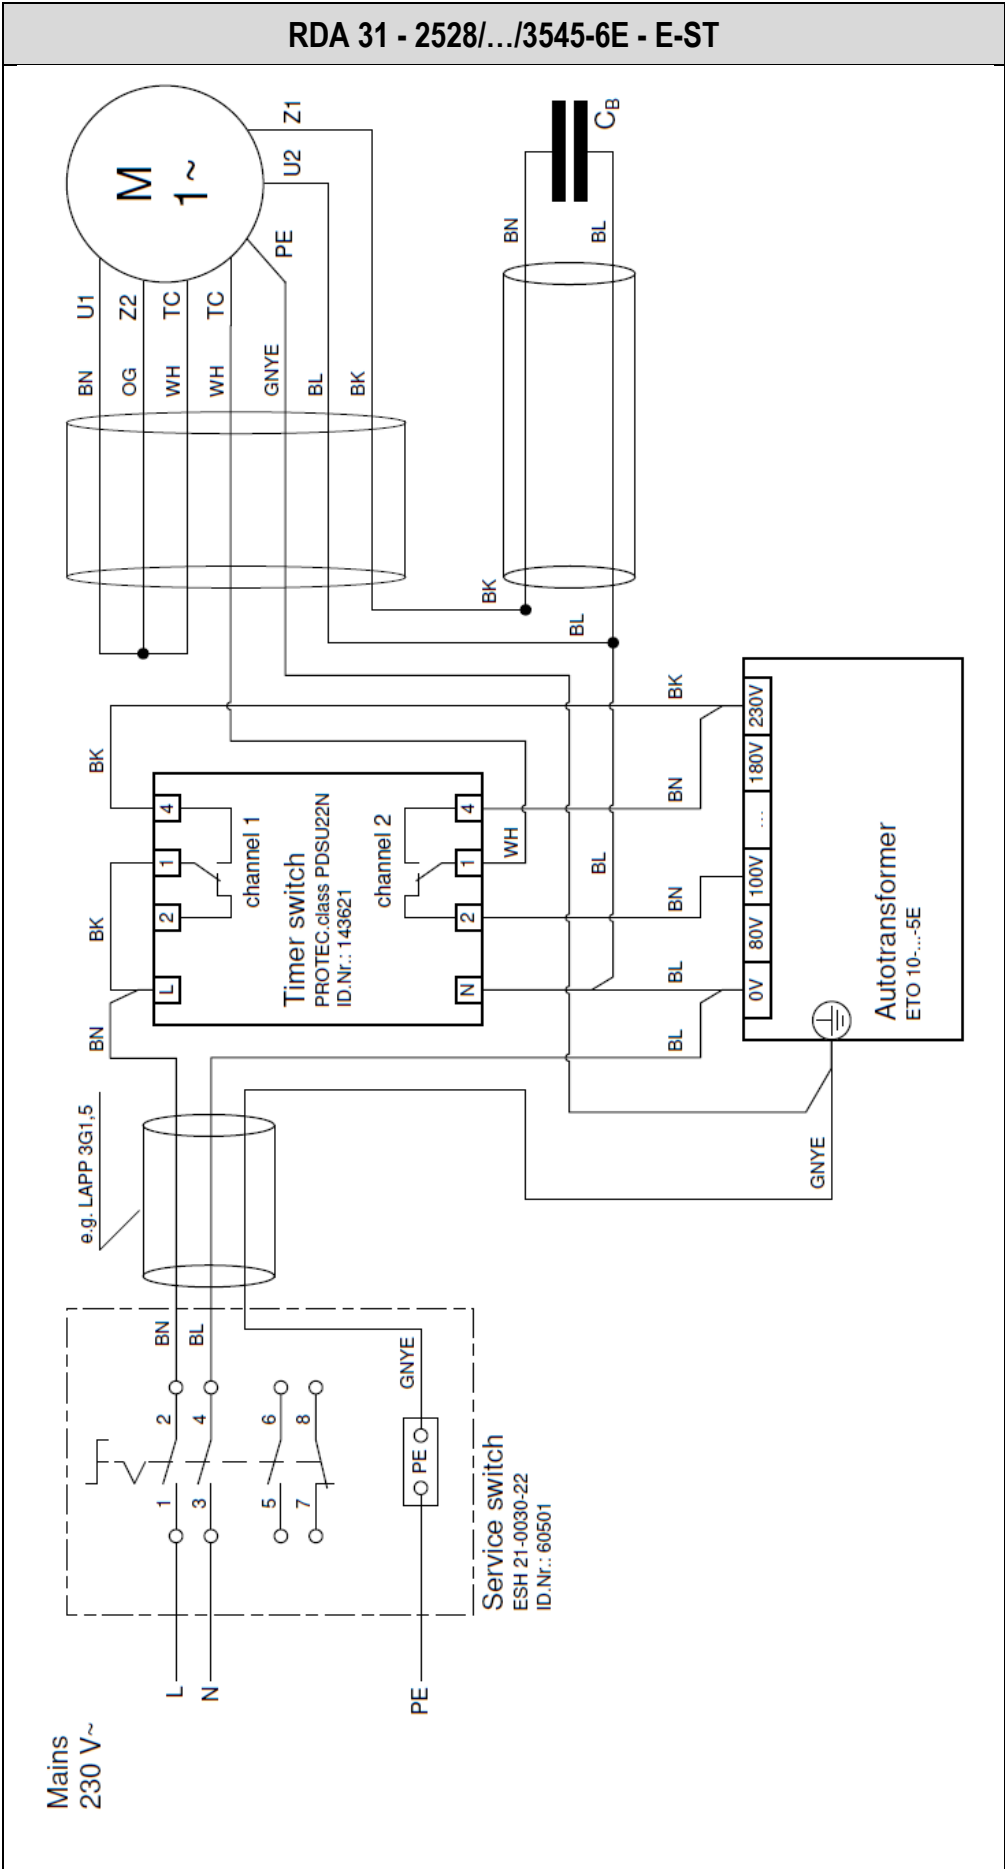 RDA 31 - 2528/…/3545-6E - E-ST
M
1~
Z1
U2
PE
U1
Z2
TC
TC
BN
OG
WH
WH
GNYE
BL
BK
CB
BN
BL
BK
BL
BK
BK
BN
WH
BL
BN
BL
BL
BK
BN
4
1
2
L
channel 1
Timer switch
PROTEC.class PDSU22N
ID.Nr.: 143621
channel 2
4
1
2
N
230V
180V
...
100V
80V
0V
Autotransformer
ETO 10-...-5E
GNYE
e.g. LAPP 3G1,5
BN
BL
GNYE
2
4
6
8
1
3
5
7
PE
Service switch
ESH 21-0030-22
ID.Nr.: 60501
L
N
PE
Mains
230 V~